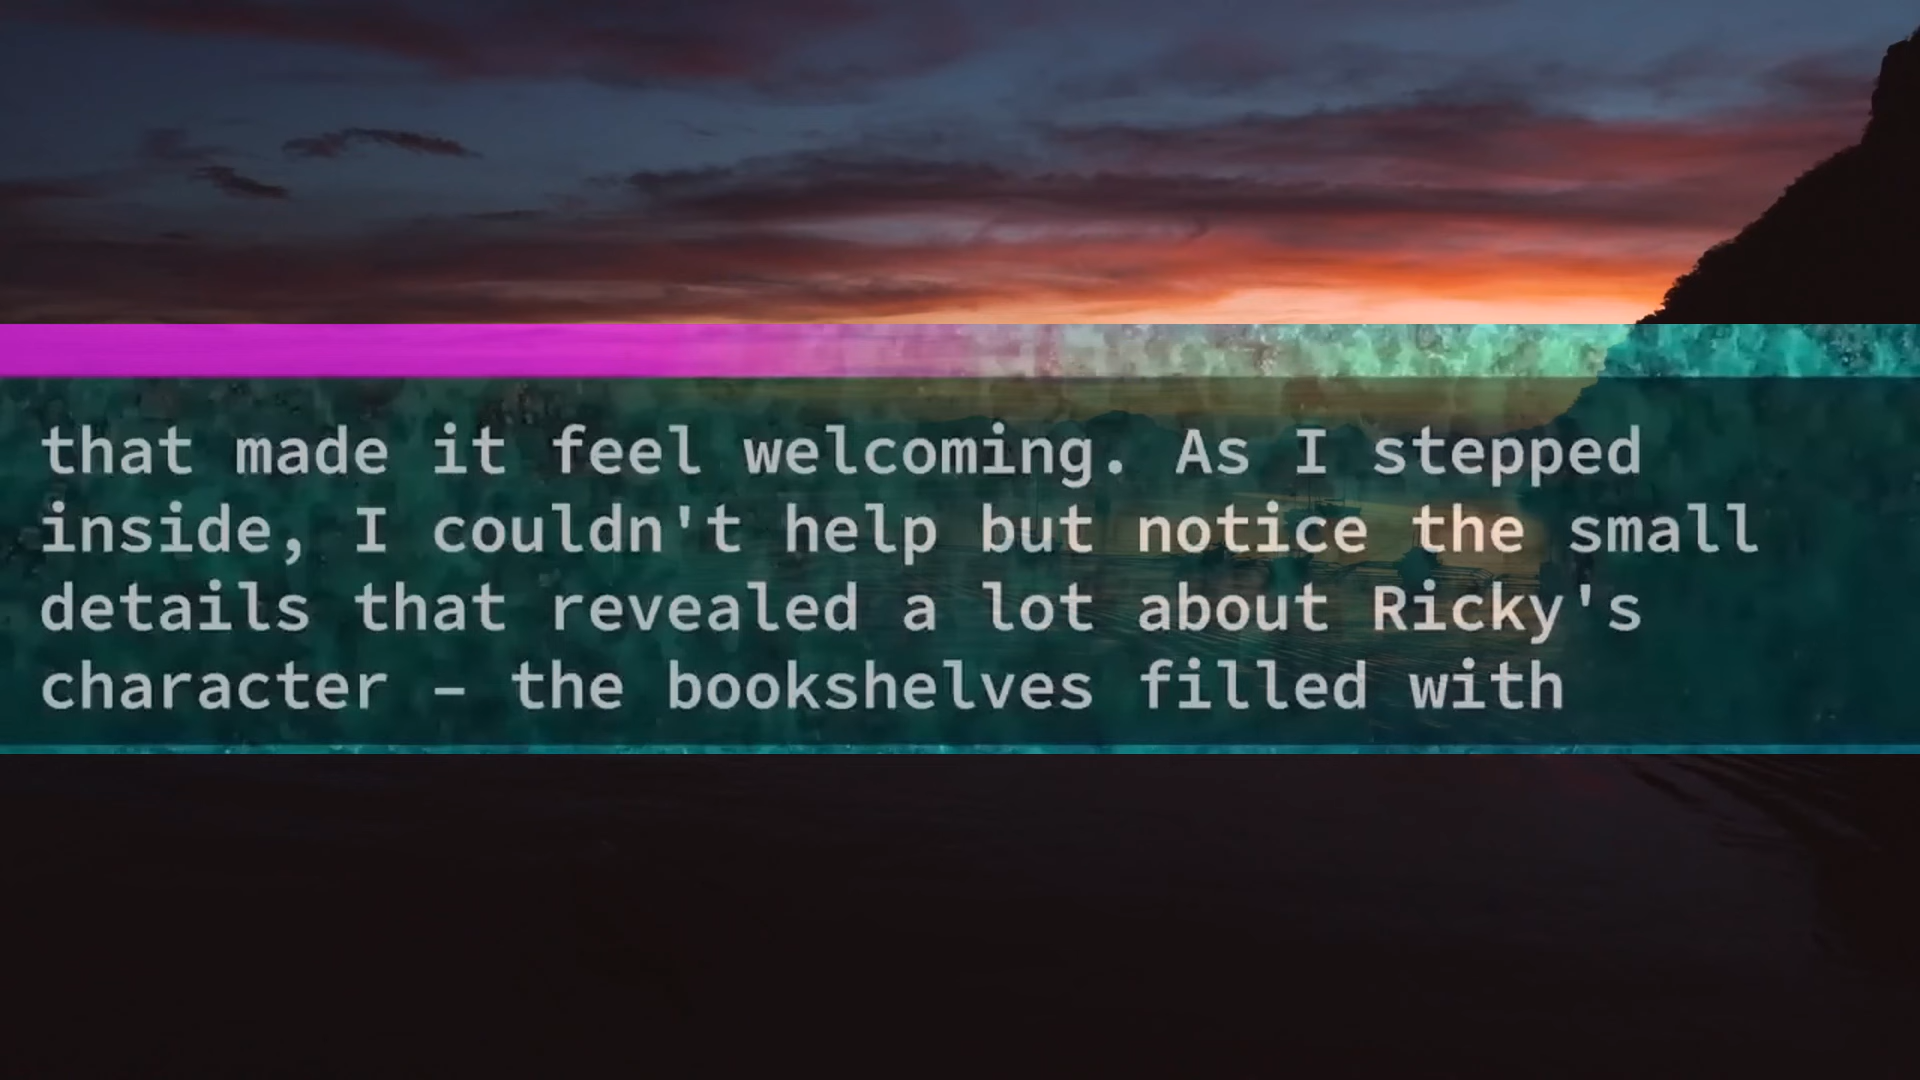 that made it feel welcoming. As I stepped
inside, I couldn't help but notice the small
details that revealed a lot about Ricky's
character – the bookshelves filled with